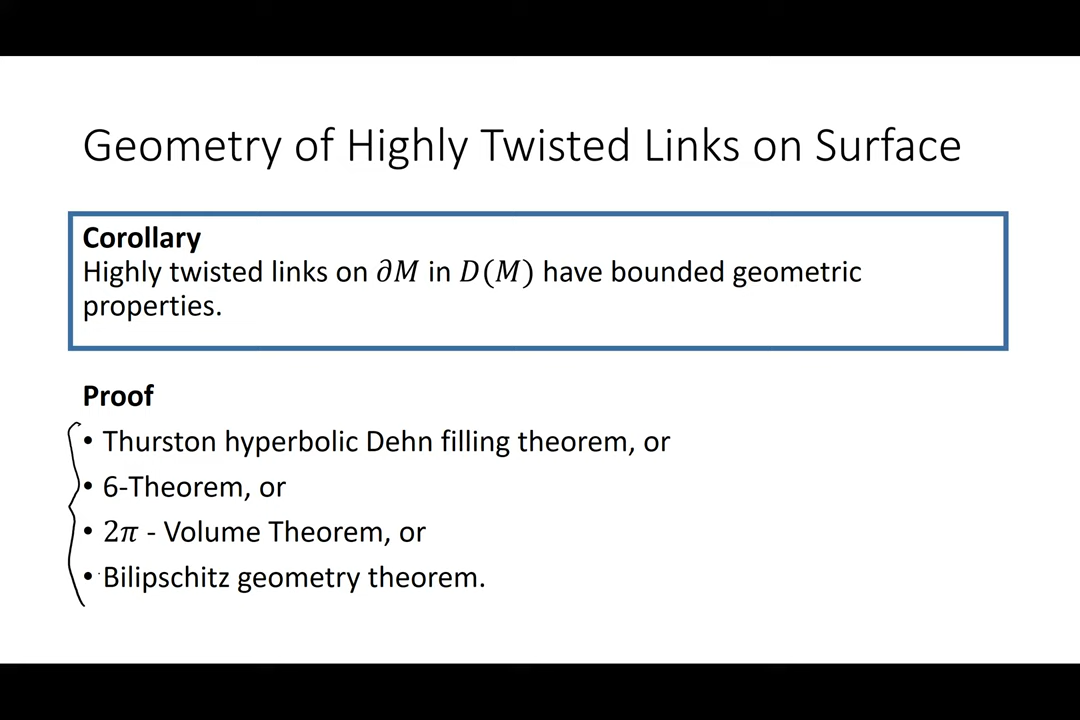 Geometry of Highly Twisted Links on Surface
Corollary
Highly twisted links on ∂M in D(M) have bounded geometric
properties.
Proof
• Thurston hyperbolic Dehn filling theorem, or
• 6-Theorem, or
• 2π - Volume Theorem, or
• Bilipschitz geometry theorem.